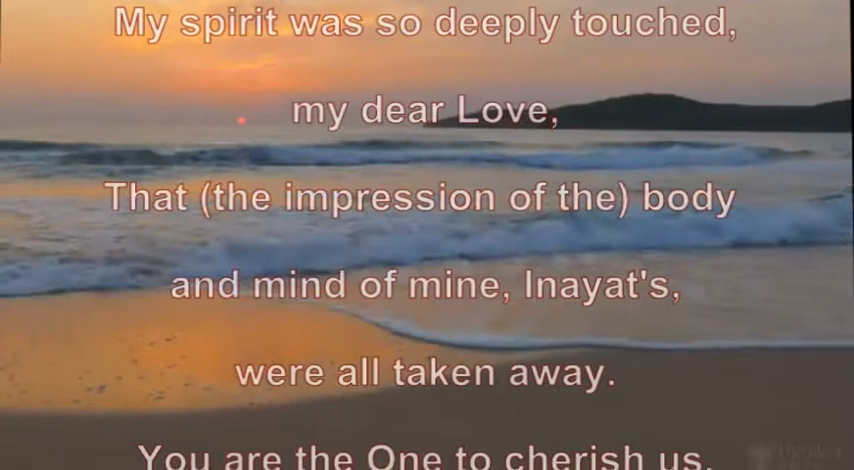 My spirit was so deeply touched,
my dear Love,
That (the impression of the) body
and mind of mine, Inayat's,
were all taken away.
You are the One to cherish us.